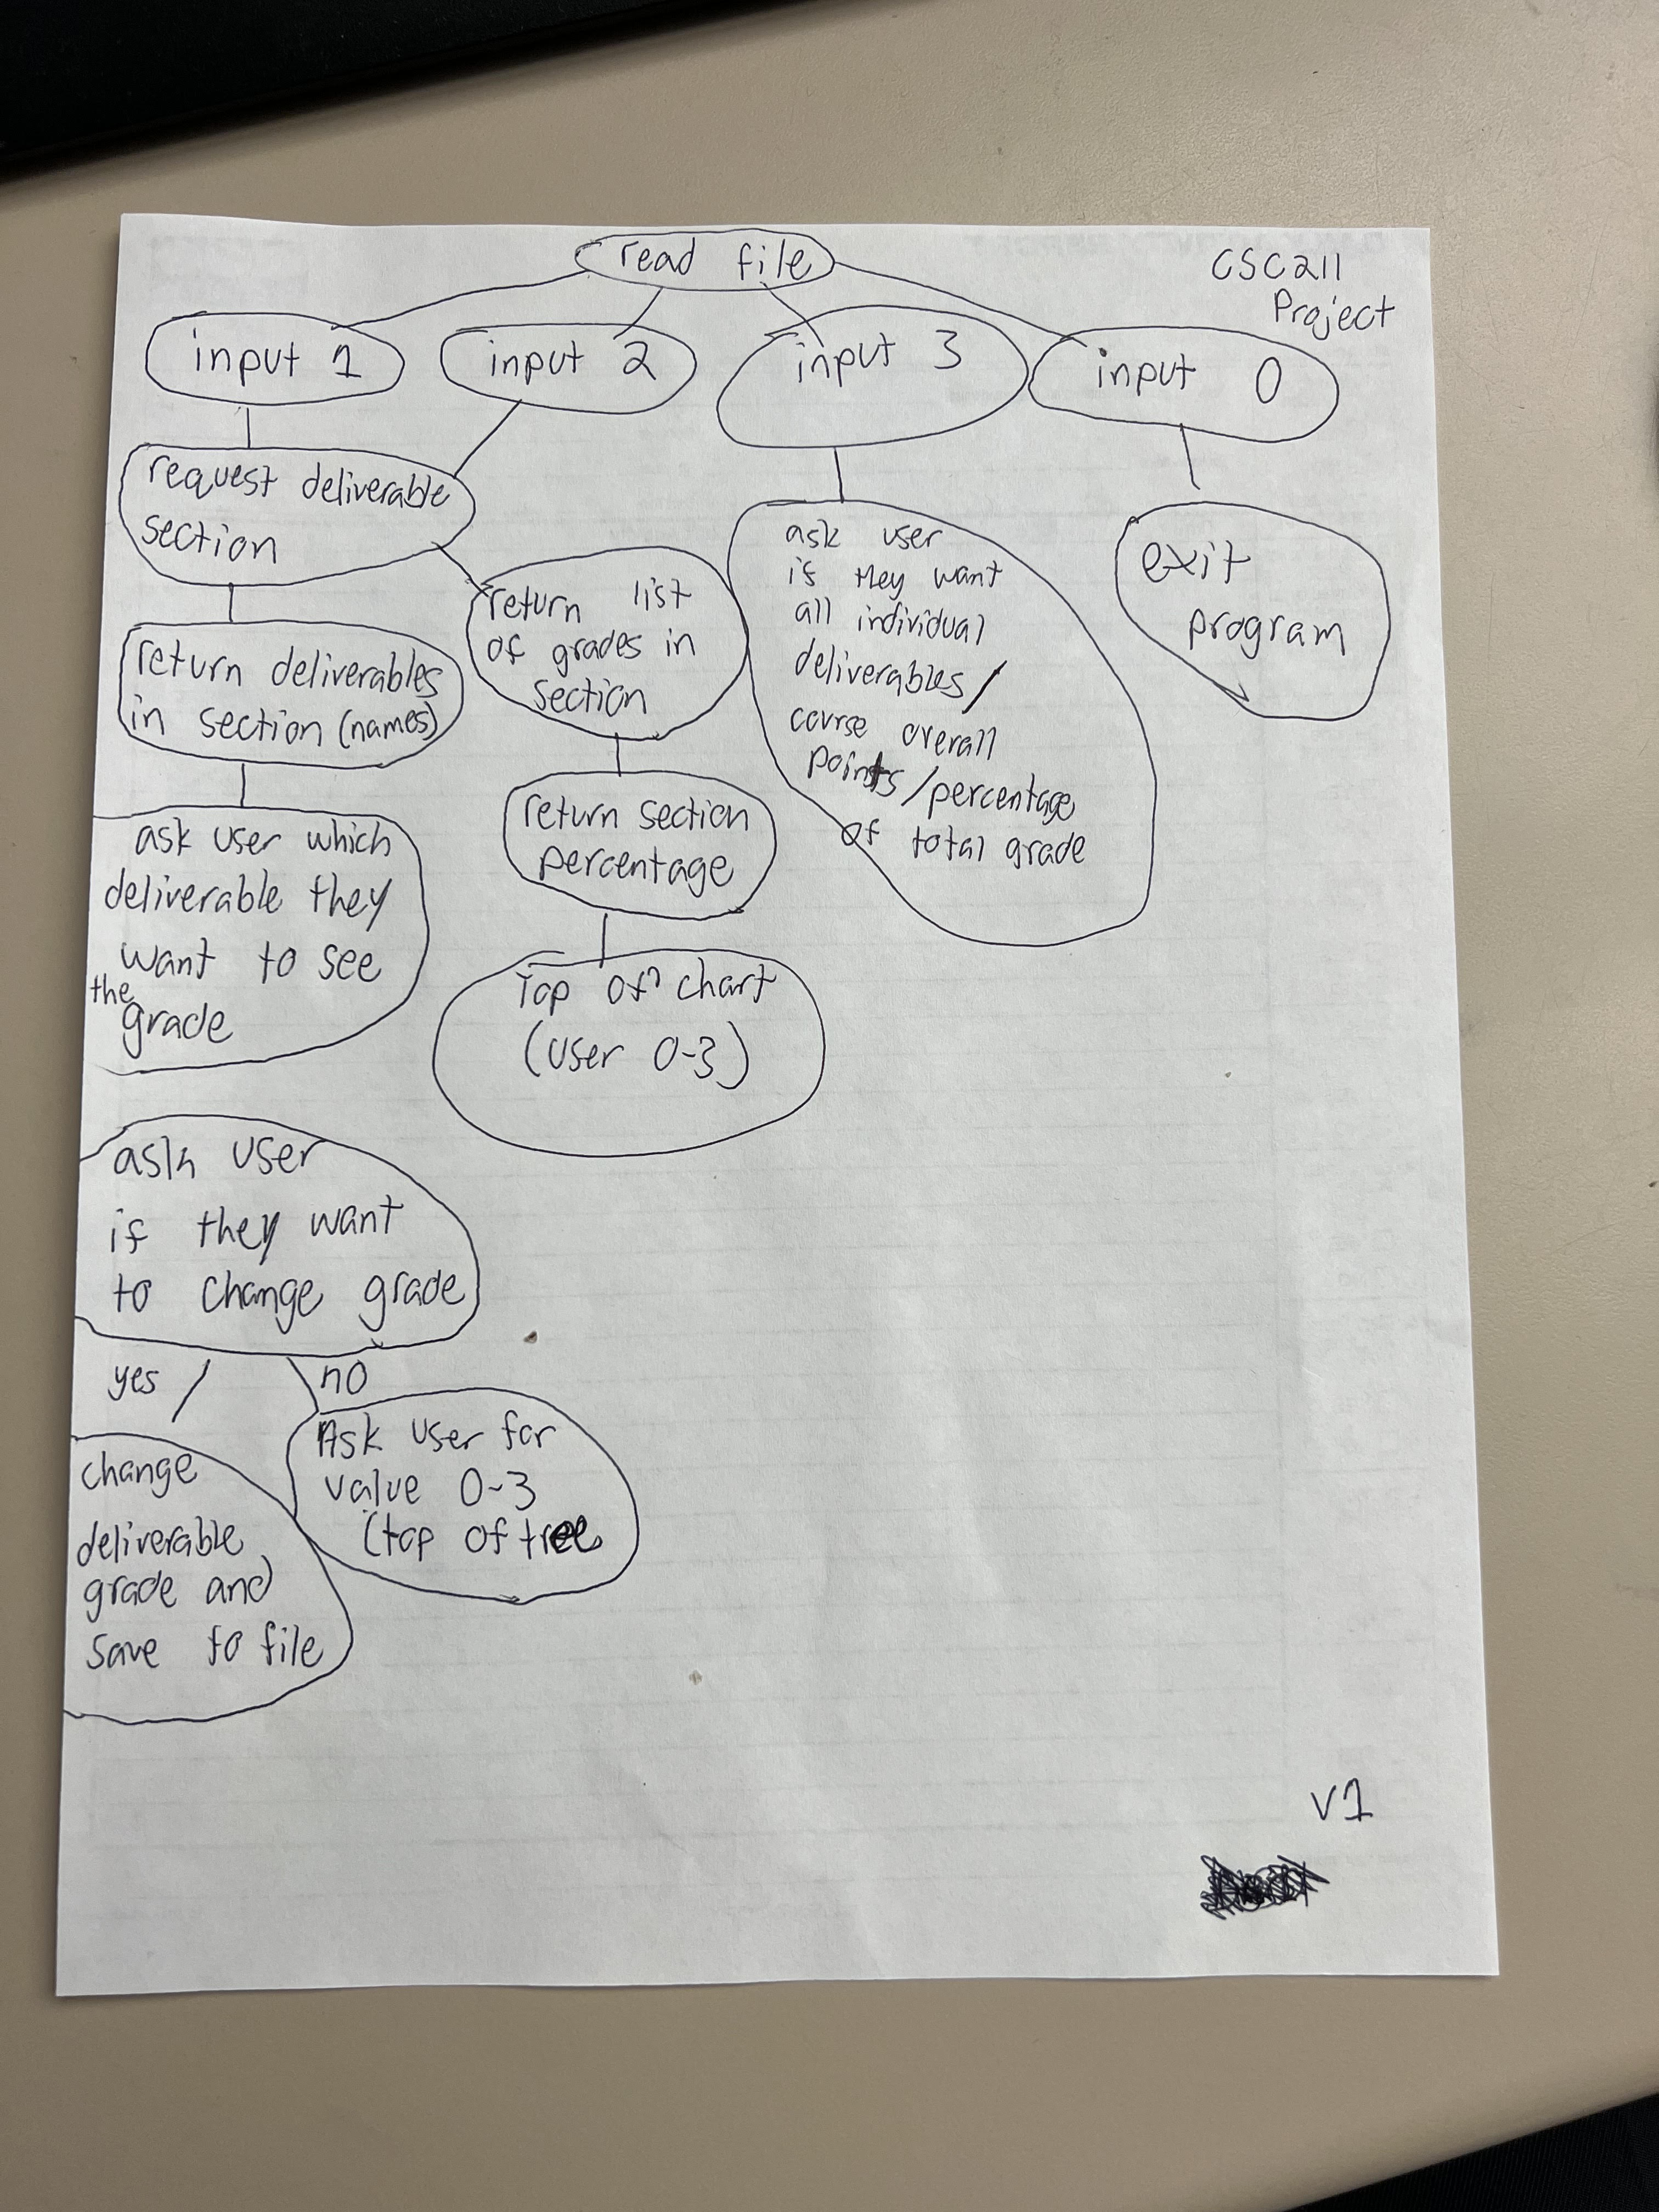 read file
CSC211
Project
input 1
input 2
input 3
input 0
request deliverable
section
return deliverables
in section (names)
ask user which
deliverable they
want to see
the
grade
return list
of grades in
section
return section
percentage
Top of chart
(user 0-3)
ask user
if they want
all individual
deliverables/
course overall
points/percentage
of total grade
exit
program
ask user
if they want
to change grade
yes
no
change
deliverable
grade and
save to file
Ask user for
value 0-3
(top of tree
v1